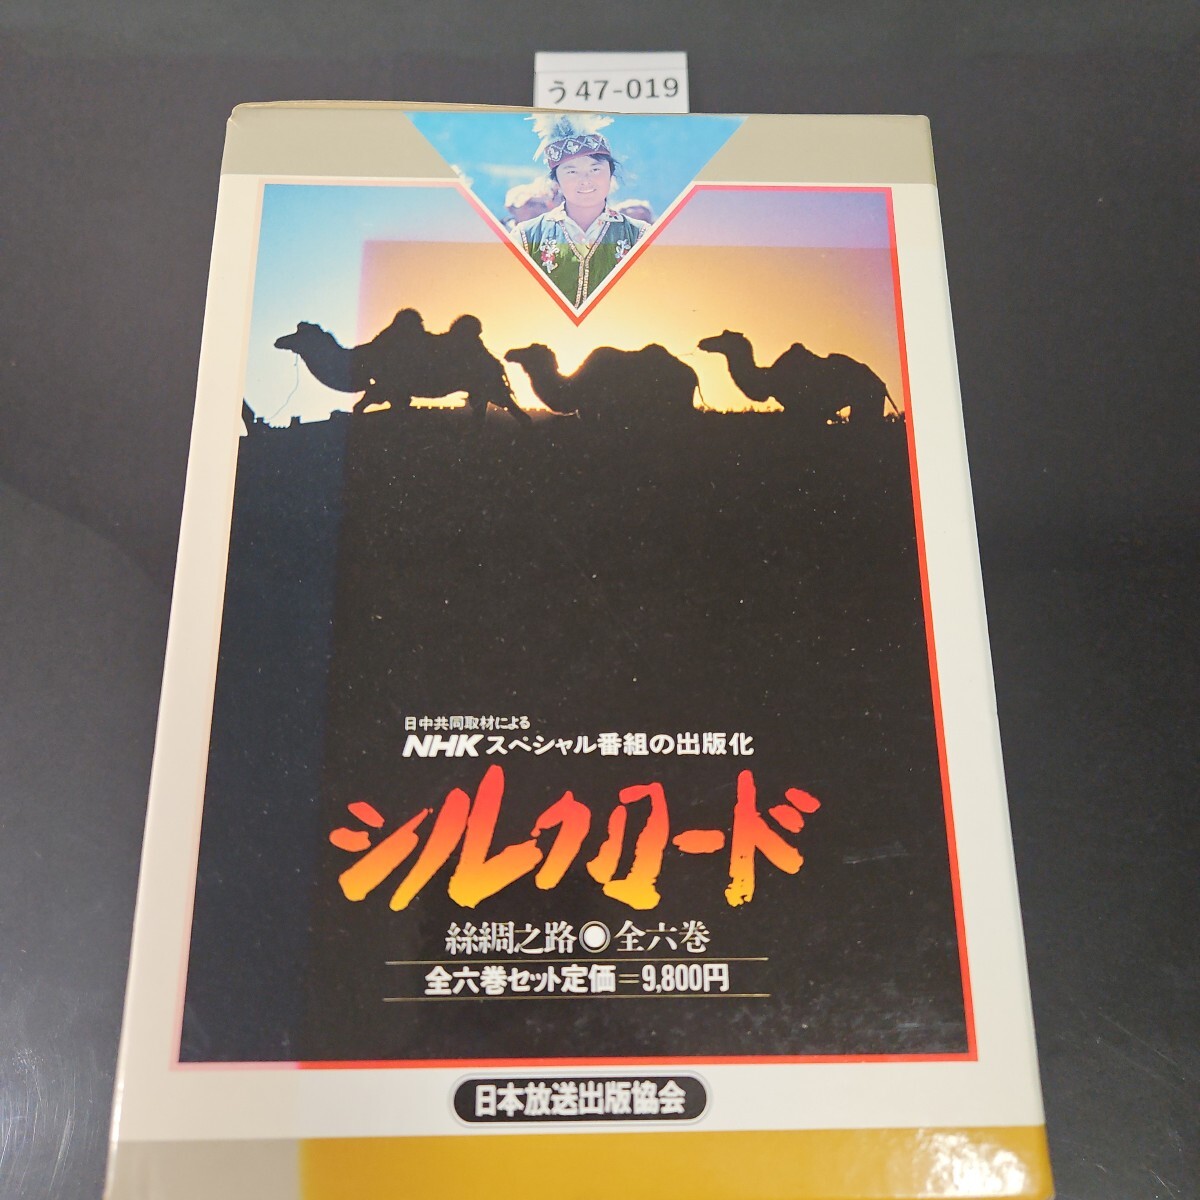 う47-019
日中共同取材による
NHKスペシャル番組の出版化
シルクロード
絲綢之路◉全六巻
全六巻セット定価=9,800円
日本放送出版協会